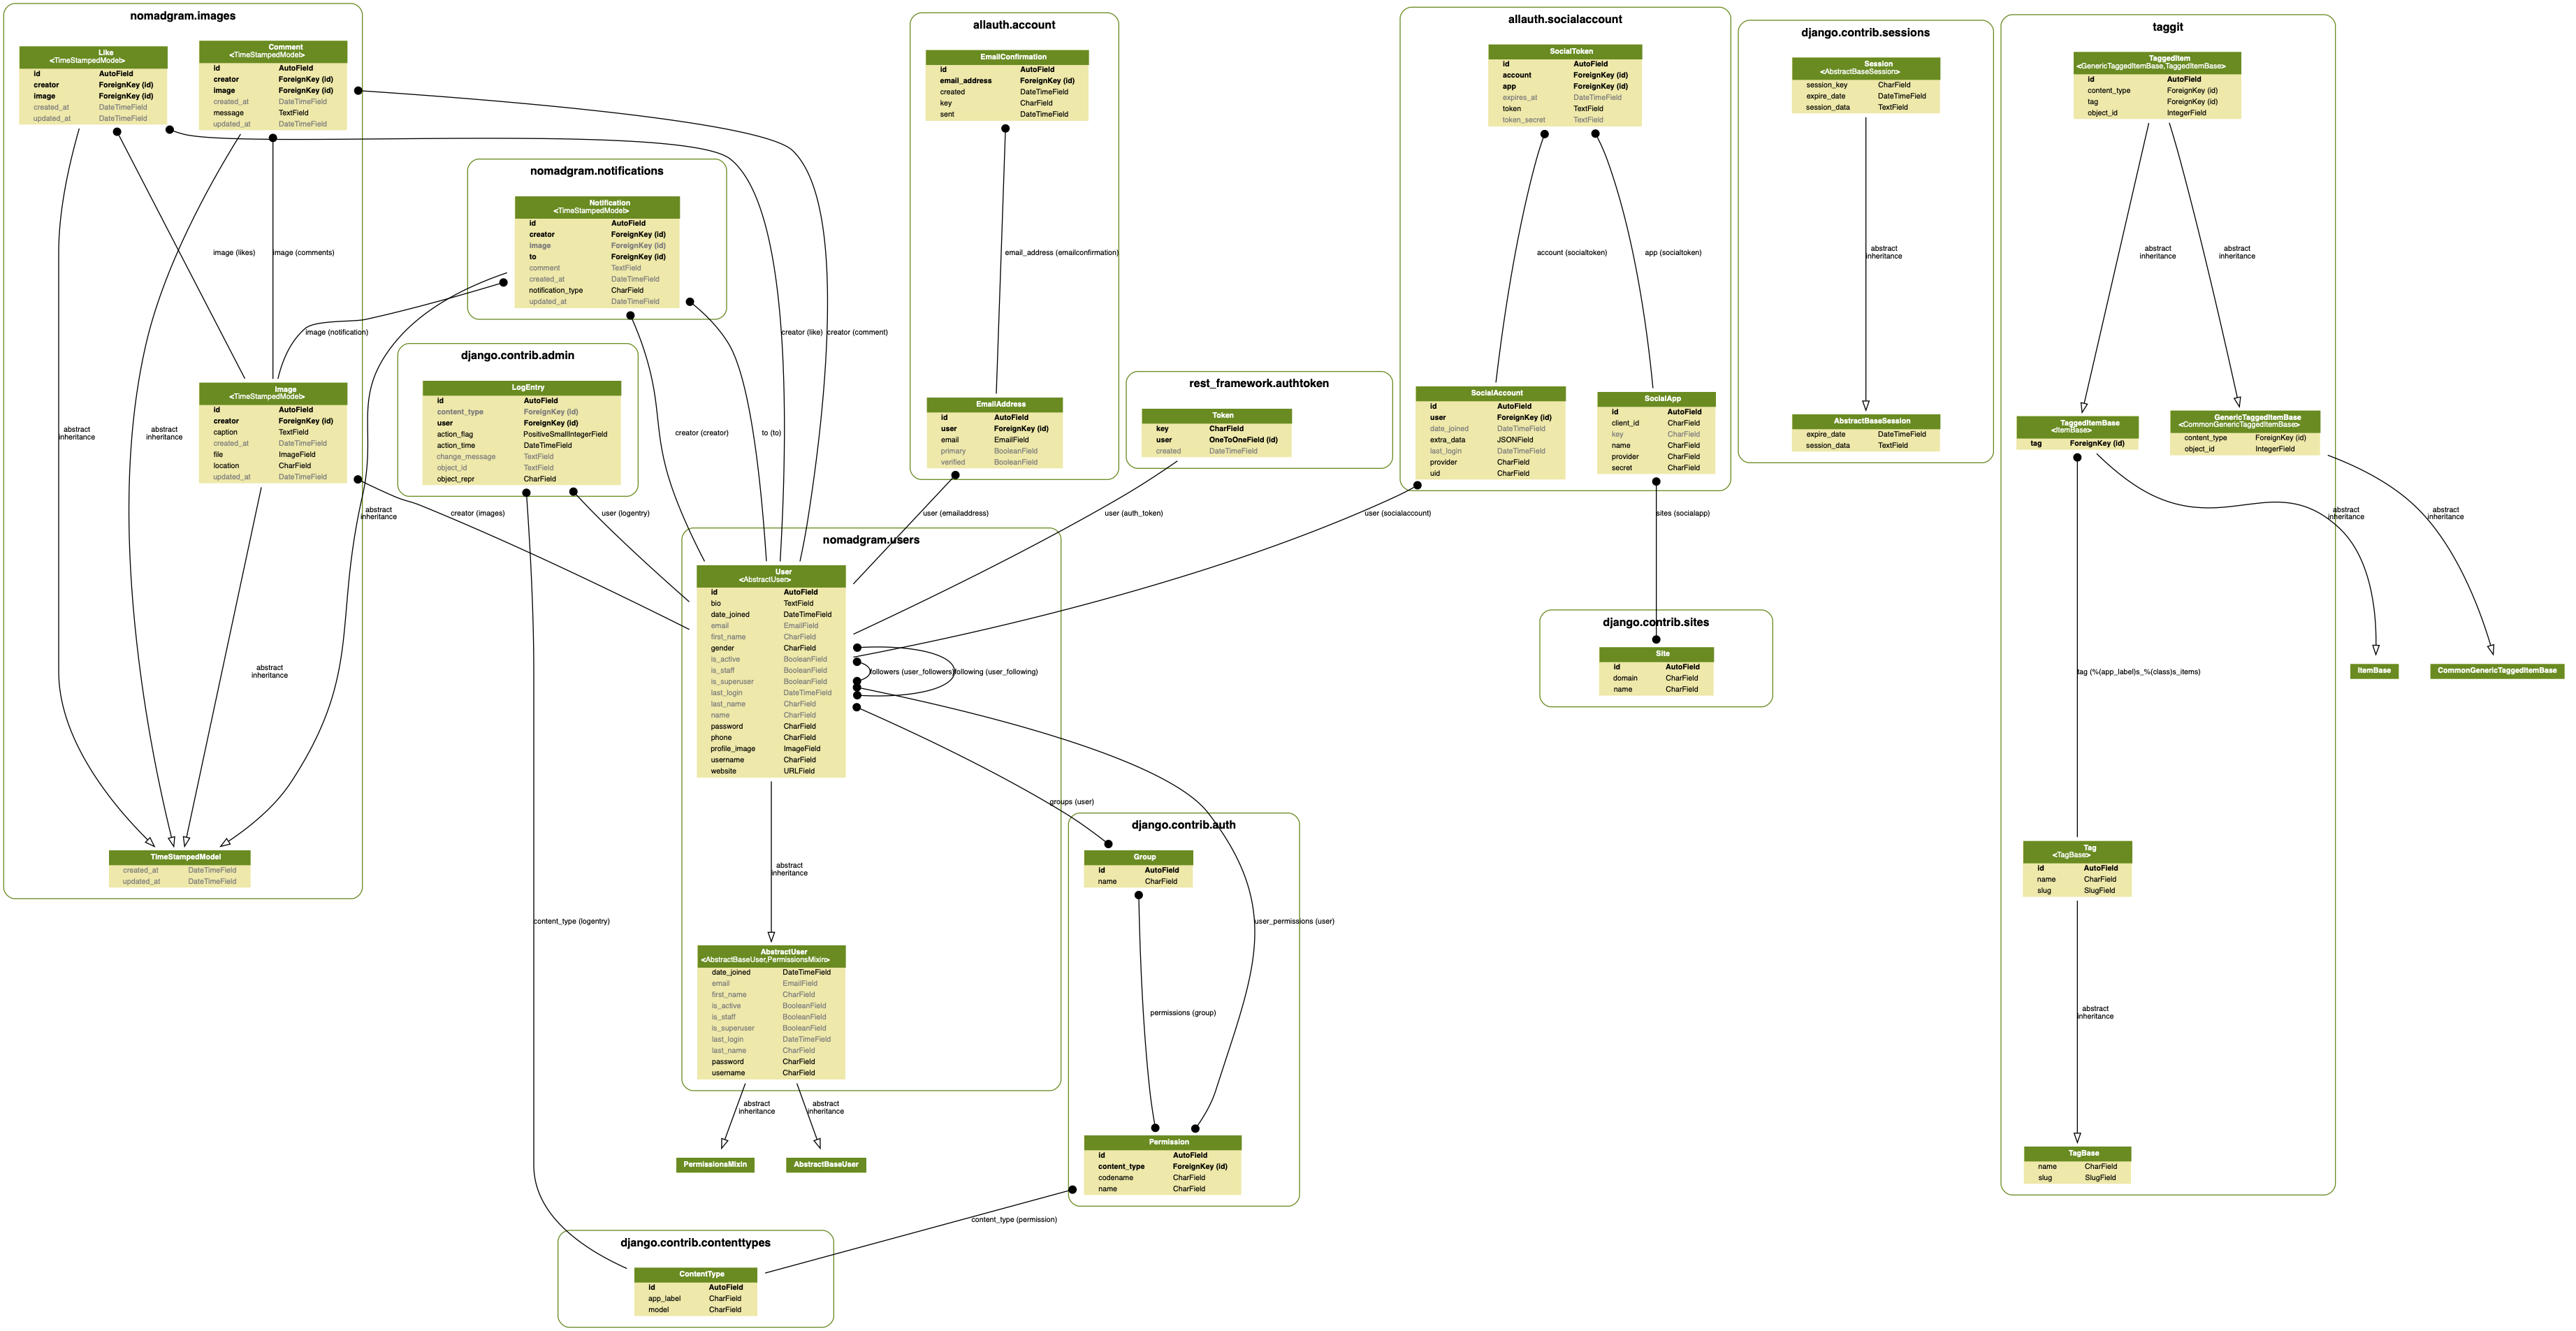 nomadgram.images
Like
<TimeStampedModel>
id AutoField
creator ForeignKey (id)
image ForeignKey (id)
created_at DateTimeField
updated_at DateTimeField
Comment
<TimeStampedModel>
id AutoField
creator ForeignKey (id)
image ForeignKey (id)
created_at DateTimeField
message TextField
updated_at DateTimeField
image (likes)
image (comments)
Image
<TimeStampedModel>
id AutoField
creator ForeignKey (id)
caption TextField
created_at DateTimeField
file ImageField
location CharField
updated_at DateTimeField
abstract
inheritance
abstract
inheritance
abstract
inheritance
abstract
inheritance
TimeStampedModel
created_at DateTimeField
updated_at DateTimeField
nomadgram.notifications
Notification
<TimeStampedModel>
id AutoField
creator ForeignKey (id)
image ForeignKey (id)
to ForeignKey (id)
comment TextField
created_at DateTimeField
notification_type CharField
updated_at DateTimeField
image (notification)
creator (like)
creator (comment)
creator (creator)
to (to)
django.contrib.admin
LogEntry
id AutoField
content_type ForeignKey (id)
user ForeignKey (id)
action_flag PositiveSmallIntegerField
action_time DateTimeField
change_message TextField
object_id TextField
object_repr CharField
creator (images)
user (logentry)
content_type (logentry)
allauth.account
EmailConfirmation
id AutoField
email_address ForeignKey (id)
created DateTimeField
key CharField
sent DateTimeField
email_address (emailconfirmation)
EmailAddress
id AutoField
user ForeignKey (id)
email EmailField
primary BooleanField
verified BooleanField
user (emailaddress)
rest_framework.authtoken
Token
key CharField
user OneToOneField (id)
created DateTimeField
user (auth_token)
allauth.socialaccount
SocialToken
id AutoField
account ForeignKey (id)
app ForeignKey (id)
expires_at DateTimeField
token TextField
token_secret TextField
account (socialtoken)
app (socialtoken)
SocialAccount
id AutoField
user ForeignKey (id)
date_joined DateTimeField
extra_data JSONField
last_login DateTimeField
provider CharField
uid CharField
SocialApp
id AutoField
client_id CharField
key CharField
name CharField
provider CharField
secret CharField
user (socialaccount)
sites (socialapp)
django.contrib.sites
Site
id AutoField
domain CharField
name CharField
django.contrib.sessions
Session
<AbstractBaseSession>
session_key CharField
expire_date DateTimeField
session_data TextField
abstract
inheritance
AbstractBaseSession
expire_date DateTimeField
session_data TextField
taggit
TaggedItem
<GenericTaggedItemBase,TaggedItemBase>
id AutoField
content_type ForeignKey (id)
tag ForeignKey (id)
object_id IntegerField
abstract
inheritance
abstract
inheritance
TaggedItemBase
<ItemBase>
tag ForeignKey (id)
GenericTaggedItemBase
<CommonGenericTaggedItemBase>
content_type ForeignKey (id)
object_id IntegerField
abstract
inheritance
abstract
inheritance
ItemBase
CommonGenericTaggedItemBase
tag (%(app_label)s_%(class)s_items)
Tag
<TagBase>
id AutoField
name CharField
slug SlugField
abstract
inheritance
TagBase
name CharField
slug SlugField
nomadgram.users
User
<AbstractUser>
id AutoField
bio TextField
date_joined DateTimeField
email EmailField
first_name CharField
gender CharField
is_active BooleanField
is_staff BooleanField
is_superuser BooleanField
last_login DateTimeField
last_name CharField
name CharField
password CharField
phone CharField
profile_image ImageField
username CharField
website URLField
followers (user_followers)
following (user_following)
abstract
inheritance
AbstractUser
<AbstractBaseUser,PermissionsMixin>
date_joined DateTimeField
email EmailField
first_name CharField
is_active BooleanField
is_staff BooleanField
is_superuser BooleanField
last_login DateTimeField
last_name CharField
password CharField
username CharField
abstract
inheritance
abstract
inheritance
PermissionsMixin
AbstractBaseUser
groups (user)
django.contrib.auth
Group
id AutoField
name CharField
user_permissions (user)
permissions (group)
Permission
id AutoField
content_type ForeignKey (id)
codename CharField
name CharField
content_type (permission)
django.contrib.contenttypes
ContentType
id AutoField
app_label CharField
model CharField